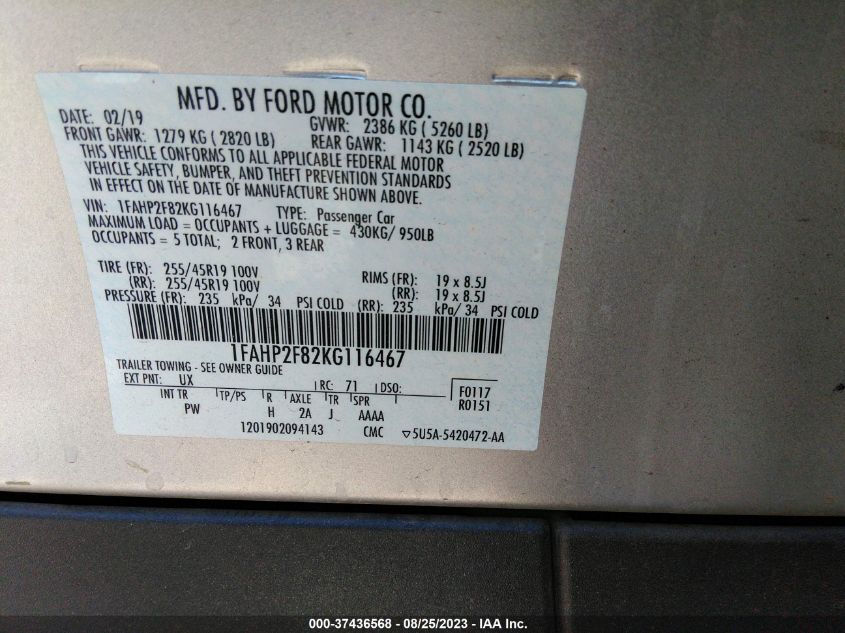 MFD. BY FORD MOTOR CO.
DATE: 02/19 GVWR: 2386 KG ( 5260 LB)
FRONT GAWR: 1279 KG ( 2820 LB) REAR GAWR: 1143 KG ( 2520 LB)
THIS VEHICLE CONFORMS TO ALL APPLICABLE FEDERAL MOTOR
VEHICLE SAFETY, BUMPER, AND THEFT PREVENTION STANDARDS
IN EFFECT ON THE DATE OF MANUFACTURE SHOWN ABOVE.
VIN: 1FAHP2F82KG116467 TYPE: Passenger Car
MAXIMUM LOAD = OCCUPANTS + LUGGAGE = 430KG/ 950LB
OCCUPANTS = 5 TOTAL; 2 FRONT, 3 REAR
TIRE (FR): 255/45R19 100V RIMS (FR): 19 x 8.5J
(RR): 255/45R19 100V (RR): 19 x 8.5J
PRESSURE (FR): 235 kPa/ 34 PSI COLD (RR): 235 kPa/ 34 PSI COLD
1FAHP2F82KG116467
TRAILER TOWING - SEE OWNER GUIDE
EXT PNT: UX RC: 71 DSO: F0117
INT TR TP/PS R AXLE TR SPR R0151
PW H 2A J AAAA
1201902094143 CMC ▽5U5A-5420472-AA
000-37436568 - 08/25/2023 - IAA Inc.